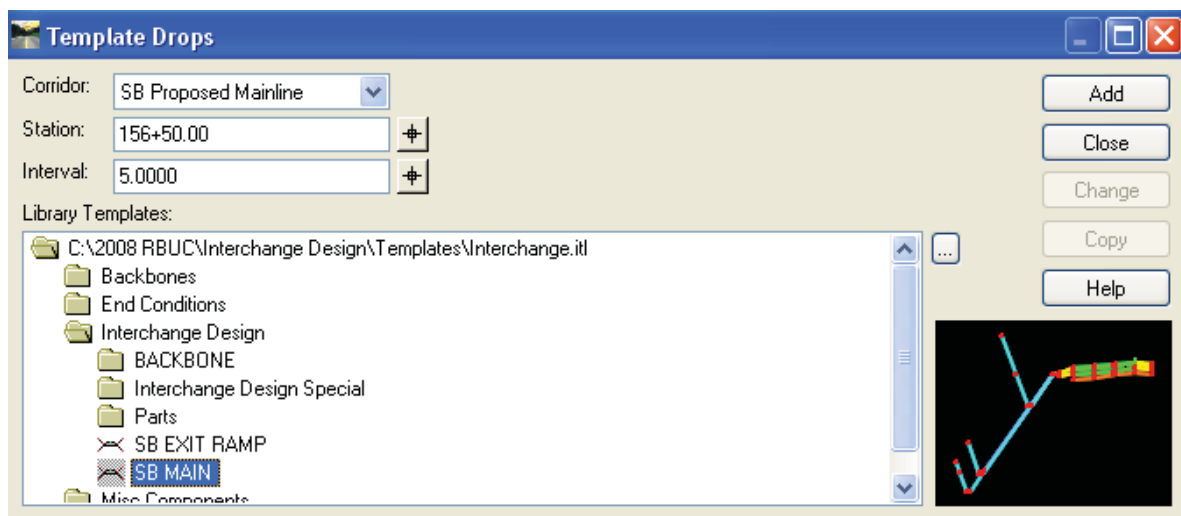 Template Drops
Corridor: SB Proposed Mainline
Add
Station: 156+50.00
Close
Interval: 5.0000
Change
Library Templates:
C:\2008 RBUC\Interchange Design\Templates\Interchange.itl
...
Copy
Backbones
Help
End Conditions
Interchange Design
BACKBONE
Interchange Design Special
Parts
SB EXIT RAMP
SB MAIN
Misc Components